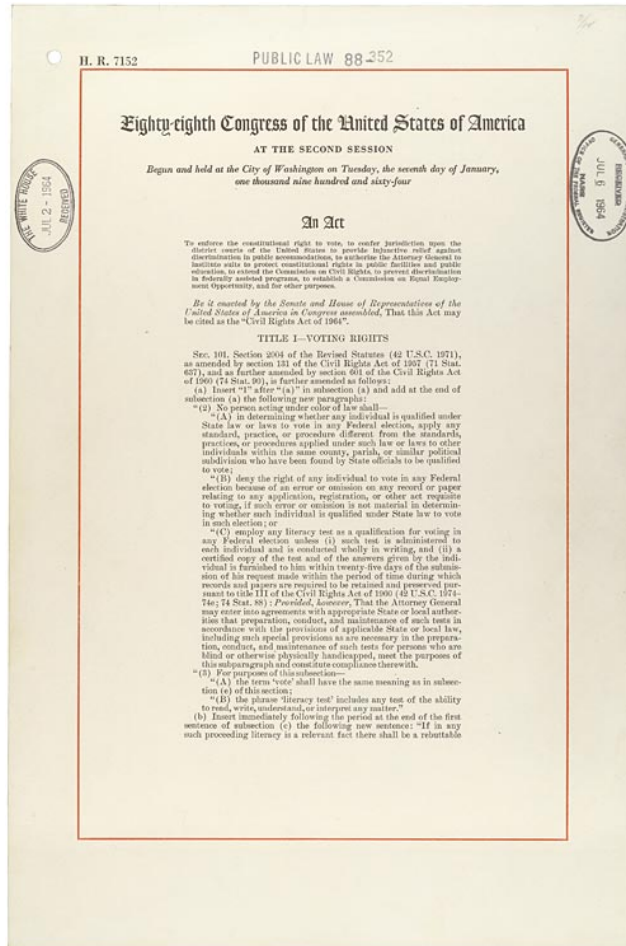 H. R. 7152
PUBLIC LAW 88-352
Eighty-eighth Congress of the United States of America
AT THE SECOND SESSION
Begun and held at the City of Washington on Tuesday, the seventh day of January,
one thousand nine hundred and sixty-four
THE WHITE HOUSE
JUL 2 - 1964
RECEIVED
RECEIVED
JUL 6 1964
An Act
To enforce the constitutional right to vote, to confer jurisdiction upon the
district courts of the United States to provide injunctive relief against
discrimination in public accommodations, to authorize the Attorney General to
institute suits to protect constitutional rights in public facilities and public
education, to extend the Commission on Civil Rights, to prevent discrimination
in federally assisted programs, to establish a Commission on Equal Employ-
ment Opportunity, and for other purposes.
Be it enacted by the Senate and House of Representatives of the
United States of America in Congress assembled, That this Act may
be cited as the "Civil Rights Act of 1964".
TITLE I—VOTING RIGHTS
SEC. 101. Section 2004 of the Revised Statutes (42 U.S.C. 1971),
as amended by section 131 of the Civil Rights Act of 1957 (71 Stat.
637), and as further amended by section 601 of the Civil Rights Act
of 1960 (74 Stat. 90), is further amended as follows:
(a) Insert "1" after "(a)" in subsection (a) and add at the end of
subsection (a) the following new paragraphs:
"(2) No person acting under color of law shall—
"(A) in determining whether any individual is qualified under
State law or laws to vote in any Federal election, apply any
standard, practice, or procedure different from the standards,
practices, or procedures applied under such law or laws to other
individuals within the same county, parish, or similar political
subdivision who have been found by State officials to be qualified
to vote;
"(B) deny the right of any individual to vote in any Federal
election because of an error or omission on any record or paper
relating to any application, registration, or other act requisite
to voting, if such error or omission is not material in determin-
ing whether such individual is qualified under State law to vote
in such election; or
"(C) employ any literacy test as a qualification for voting in
any Federal election unless (i) such test is administered to
each individual and is conducted wholly in writing, and (ii) a
certified copy of the test and of the answers given by the indi-
vidual is furnished to him within twenty-five days of the submis-
sion of his request made within the period of time during which
records and papers are required to be retained and preserved pur-
suant to title III of the Civil Rights Act of 1960 (42 U.S.C. 1974-
74e; 74 Stat. 88): Provided, however, That the Attorney General
may enter into agreements with appropriate State or local author-
ities that preparation, conduct, and maintenance of such tests in
accordance with the provisions of applicable State or local law,
including such special provisions as are necessary in the prepara-
tion, conduct, and maintenance of such tests for persons who are
blind or otherwise physically handicapped, meet the purposes of
this subparagraph and constitute compliance therewith.
"(3) For purposes of this subsection—
"(A) the term 'vote' shall have the same meaning as in subsec-
tion (e) of this section;
"(B) the phrase 'literacy test' includes any test of the ability
to read, write, understand, or interpret any matter."
(b) Insert immediately following the period at the end of the first
sentence of subsection (c) the following new sentence: "If in any
such proceeding literacy is a relevant fact there shall be a rebuttable